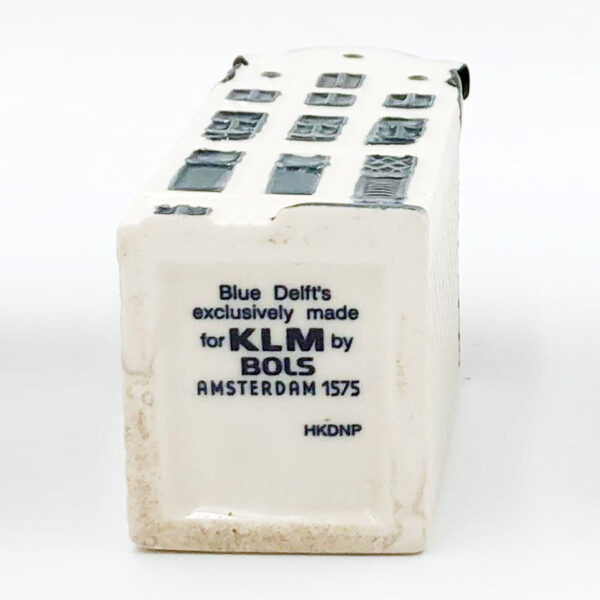 Blue Delft's
exclusively made
for KLM by
BOLS
AMSTERDAM 1575
HKDNP